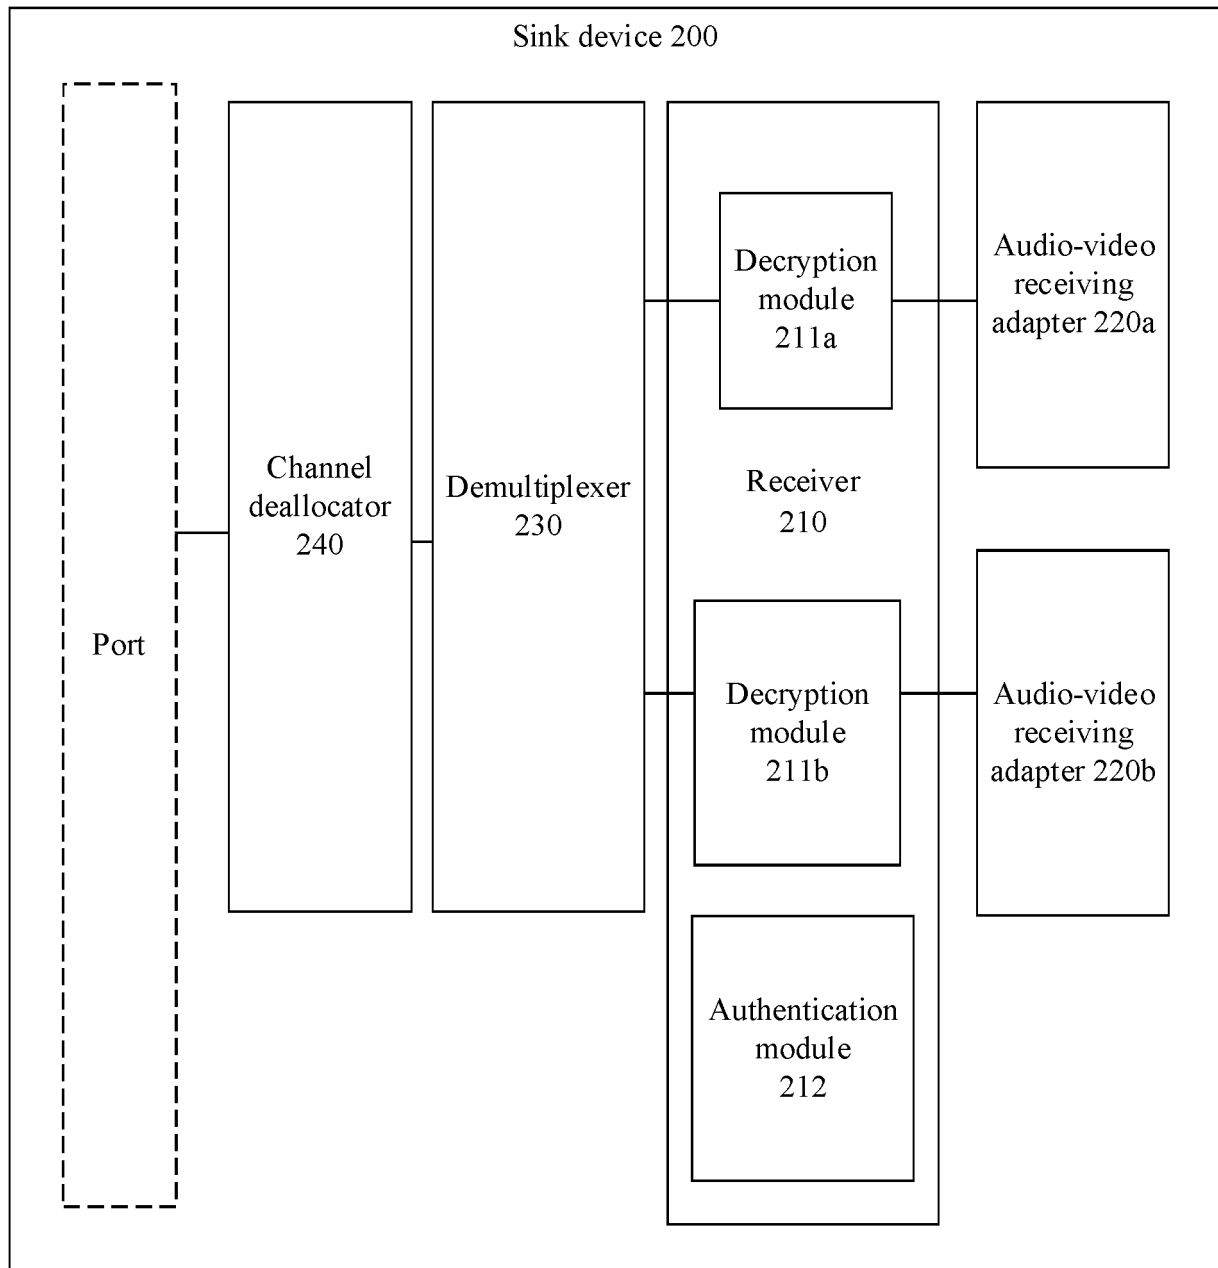 Sink device 200
Port
Channel
deallocator
240
Demultiplexer
230
Decryption
module
211a
Receiver
210
Decryption
module
211b
Authentication
module
212
Audio-video
receiving
adapter 220a
Audio-video
receiving
adapter 220b